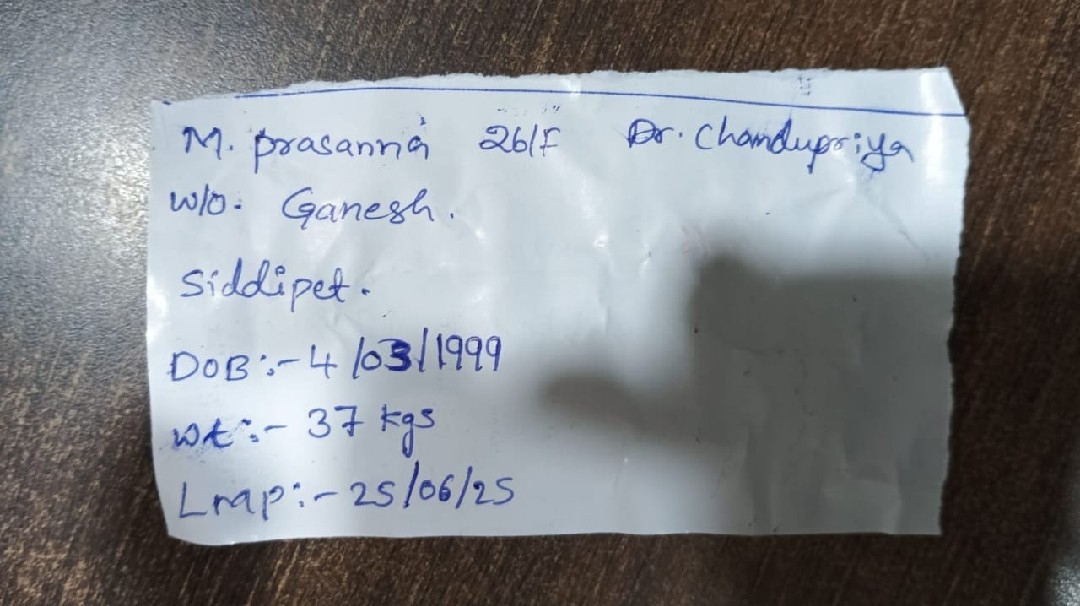 M. prasanna 26/F Dr. Chandupriya
W/o. Ganesh.
Siddipet.
DOB :- 4/03/1999
wt :- 37 kgs
Lmp :- 25/06/25